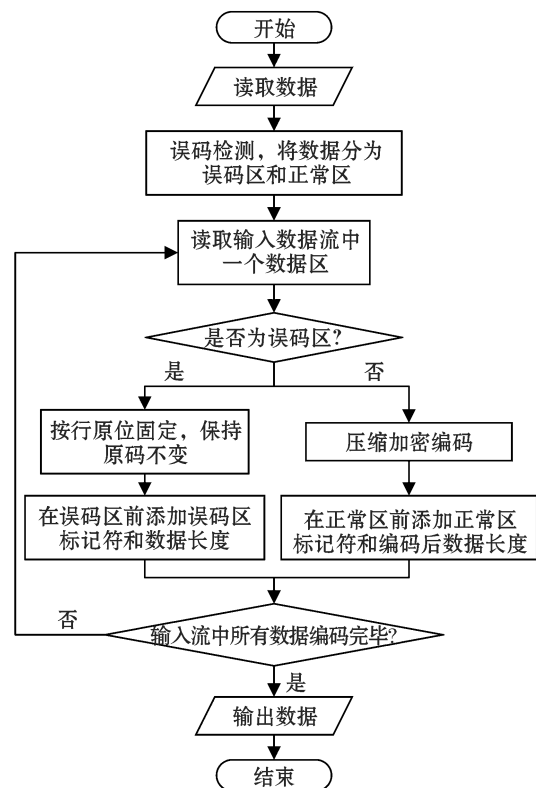 开始
读取数据
误码检测，将数据分为
误码区和正常区
读取输入数据流中
一个数据区
是否为误码区?
是
否
按行原位固定，保持
原码不变
压缩加密编码
在误码区前添加误码区
标记符和数据长度
在正常区前添加正常区
标记符和编码后数据长度
否
输入流中所有数据编码完毕?
是
输出数据
结束